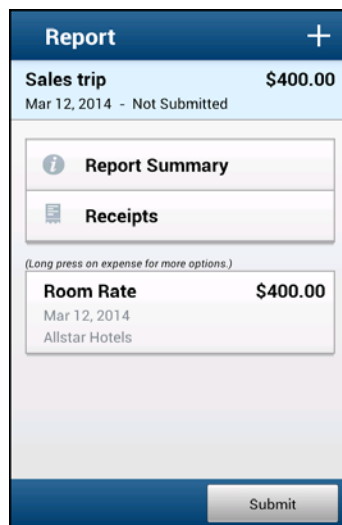 Report
Sales trip $400.00
Mar 12, 2014 - Not Submitted
Report Summary
Receipts
(Long press on expense for more options.)
Room Rate $400.00
Mar 12, 2014
Allstar Hotels
Submit